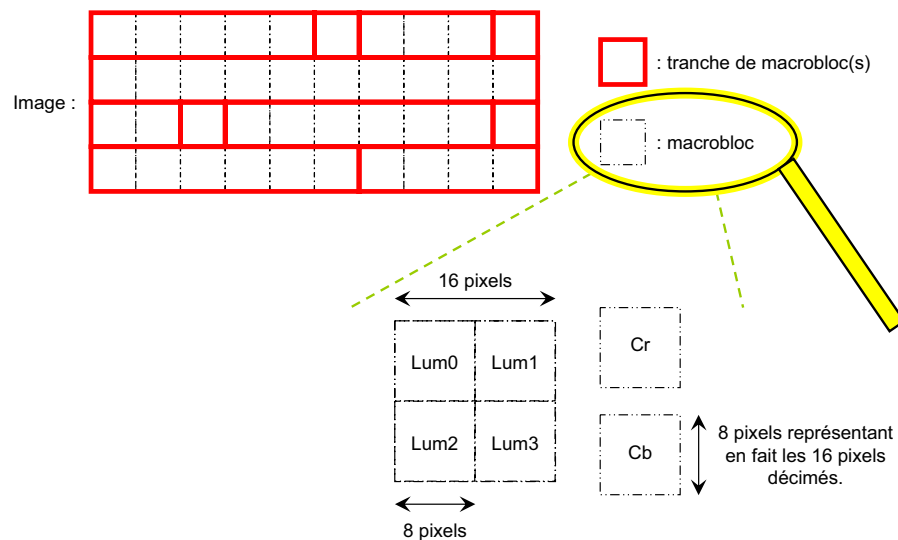 Image :
: tranche de macrobloc(s)
: macrobloc
16 pixels
Lum0
Lum1
Cr
Lum2
Lum3
Cb
8 pixels représentant
en fait les 16 pixels
décimés.
8 pixels